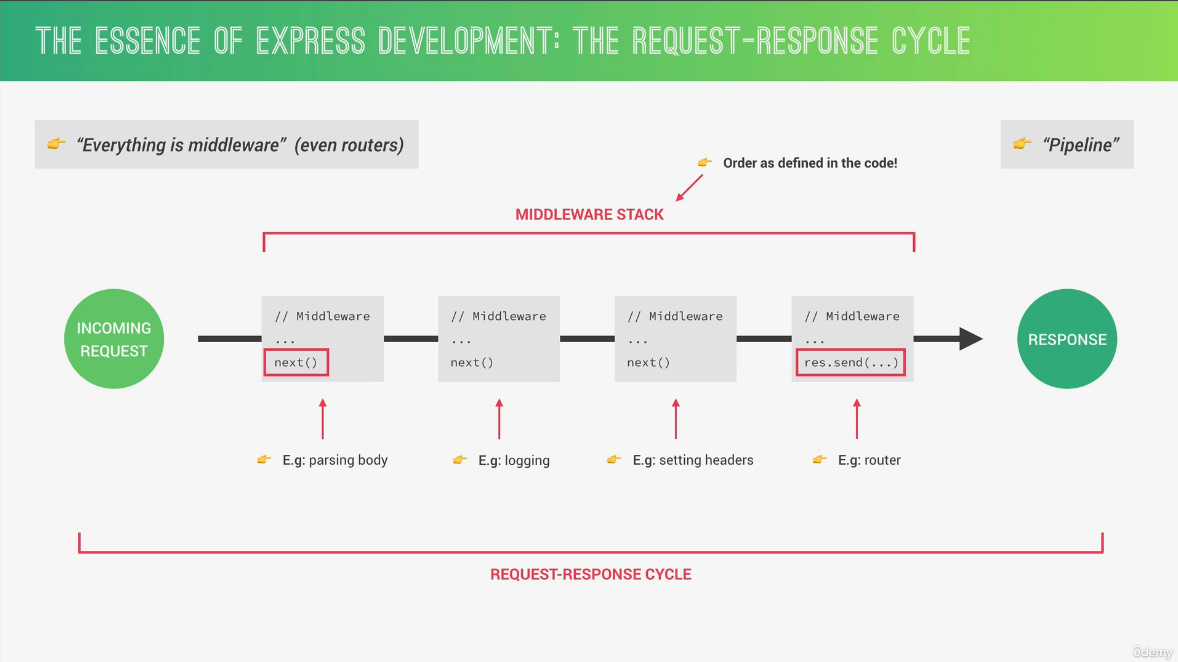 THE ESSENCE OF EXPRESS DEVELOPMENT: THE REQUEST-RESPONSE CYCLE
“Everything is middleware” (even routers)
“Pipeline”
Order as defined in the code!
MIDDLEWARE STACK
INCOMING
REQUEST
// Middleware
...
next()
// Middleware
...
next()
// Middleware
...
next()
// Middleware
...
res.send(...)
RESPONSE
E.g: parsing body
E.g: logging
E.g: setting headers
E.g: router
REQUEST-RESPONSE CYCLE
ûdemy